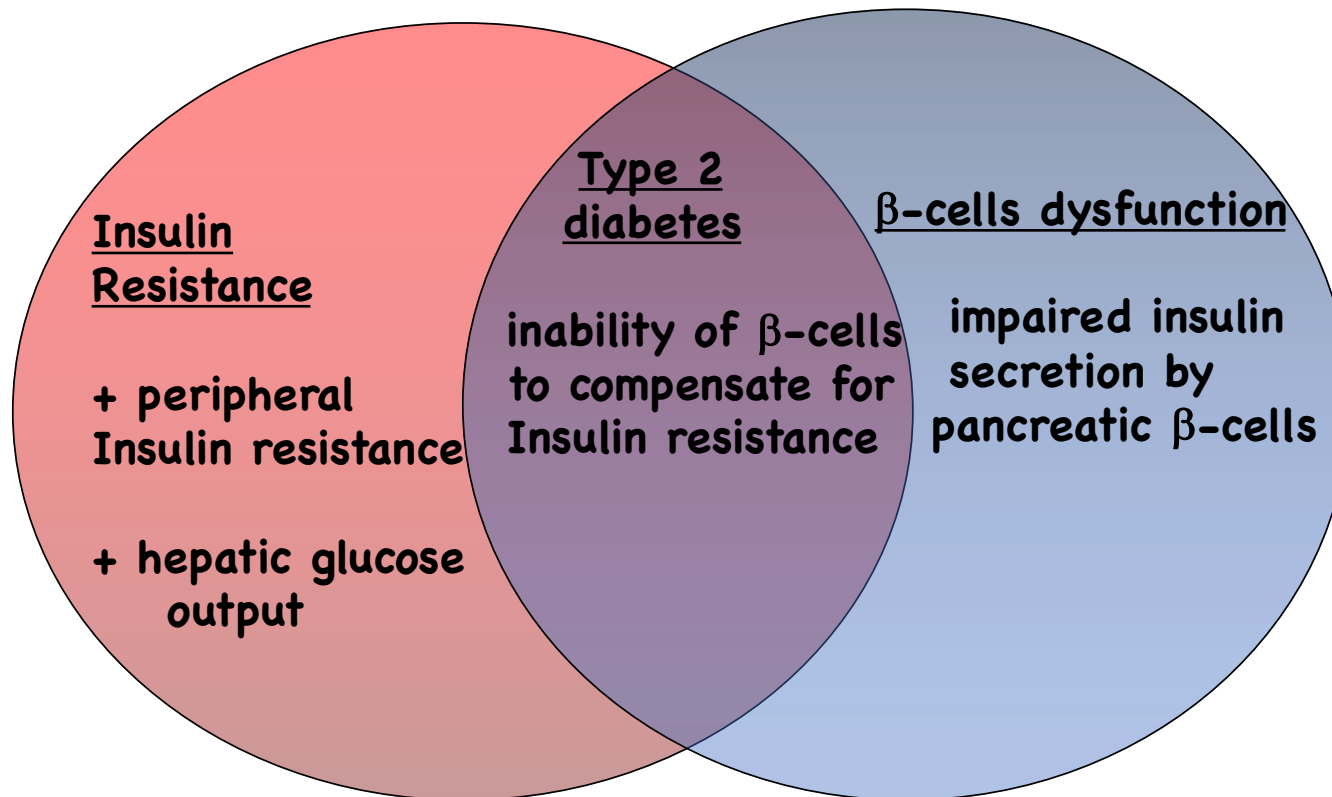 Insulin
Resistance
+ peripheral
Insulin resistance
+ hepatic glucose
output
Type 2
diabetes
inability of β-cells
to compensate for
Insulin resistance
β-cells dysfunction
impaired insulin
secretion by
pancreatic β-cells